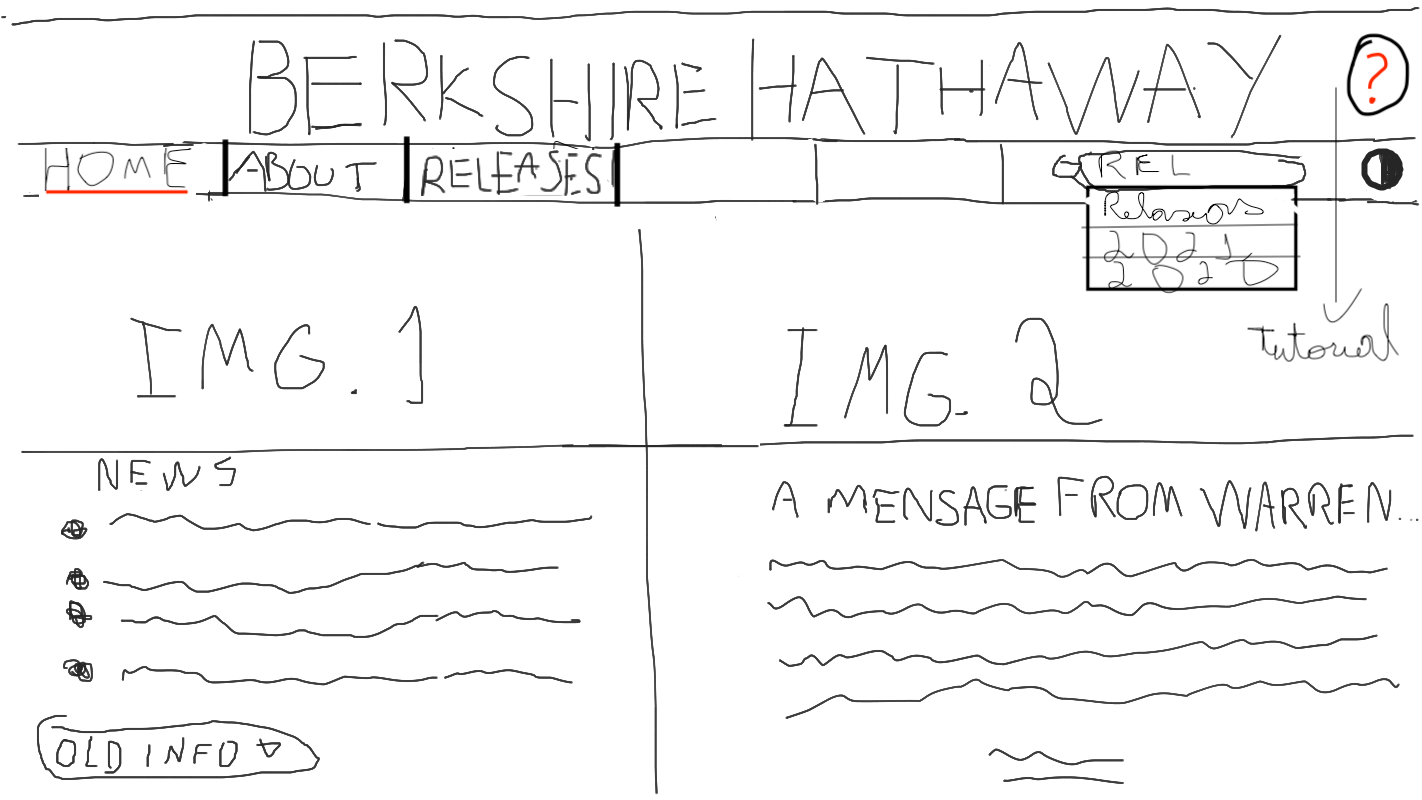 BERKSHIRE HATHAWAY ?
HOME ABOUT RELEASES REL
2021
2020
Tutorial
IMG. 1 IMG. 2
NEWS
A MENSAGE FROM WARREN...
OLD INFO